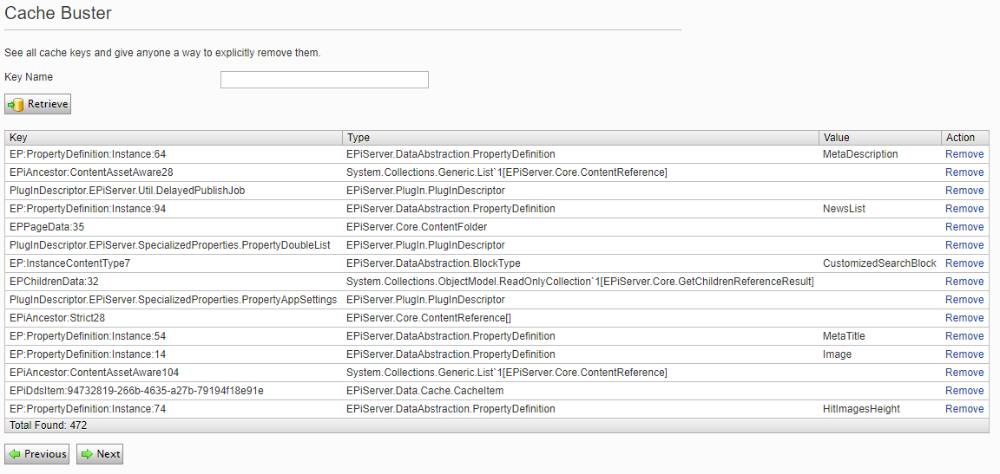 Cache Buster
See all cache keys and give anyone a way to explicitly remove them.
Key Name
Retrieve
Key Type Value Action
EP:PropertyDefinition:Instance:64 EPiServer.DataAbstraction.PropertyDefinition MetaDescription Remove
EPiAncestor:ContentAssetAware28 System.Collections.Generic.List`1[EPiServer.Core.ContentReference] Remove
PlugInDescriptor.EPiServer.Util.DelayedPublishJob EPiServer.PlugIn.PlugInDescriptor Remove
EP:PropertyDefinition:Instance:94 EPiServer.DataAbstraction.PropertyDefinition NewsList Remove
EPPageData:35 EPiServer.Core.ContentFolder Remove
PlugInDescriptor.EPiServer.SpecializedProperties.PropertyDoubleList EPiServer.PlugIn.PlugInDescriptor Remove
EP:InstanceContentType7 EPiServer.DataAbstraction.BlockType CustomizedSearchBlock Remove
EPChildrenData:32 System.Collections.ObjectModel.ReadOnlyCollection`1[EPiServer.Core.GetChildrenReferenceResult] Remove
PlugInDescriptor.EPiServer.SpecializedProperties.PropertyAppSettings EPiServer.PlugIn.PlugInDescriptor Remove
EPiAncestor:Strict28 EPiServer.Core.ContentReference[] Remove
EP:PropertyDefinition:Instance:54 EPiServer.DataAbstraction.PropertyDefinition MetaTitle Remove
EP:PropertyDefinition:Instance:14 EPiServer.DataAbstraction.PropertyDefinition Image Remove
EPiAncestor:ContentAssetAware104 System.Collections.Generic.List`1[EPiServer.Core.ContentReference] Remove
EPiDdsItem:94732819-266b-4635-a27b-79194f18e91e EPiServer.Data.Cache.CacheItem Remove
EP:PropertyDefinition:Instance:74 EPiServer.DataAbstraction.PropertyDefinition HitImagesHeight Remove
Total Found: 472
Previous Next